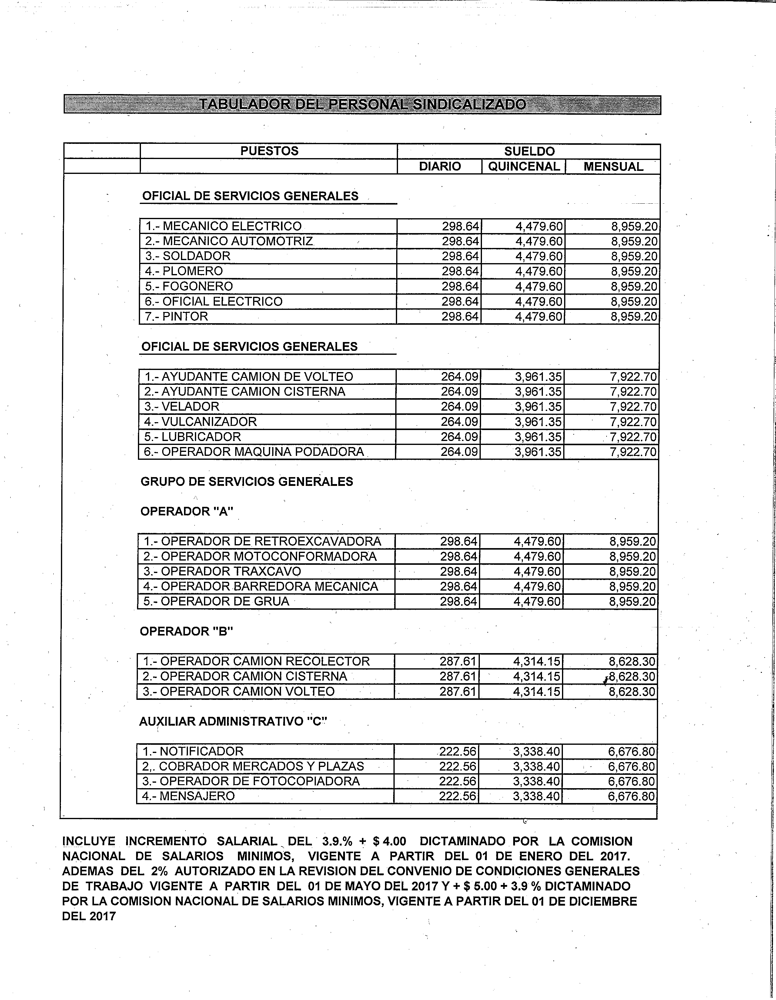 TABULADOR DEL PERSONAL SINDICALIZADO
PUESTOS SUELDO
DIARIO QUINCENAL MENSUAL
OFICIAL DE SERVICIOS GENERALES
1.- MECANICO ELECTRICO 298.64 4,479.60 8,959.20
2.- MECANICO AUTOMOTRIZ 298.64 4,479.60 8,959.20
3.- SOLDADOR 298.64 4,479.60 8,959.20
4.- PLOMERO 298.64 4,479.60 8,959.20
5.- FOGONERO 298.64 4,479.60 8,959.20
6.- OFICIAL ELECTRICO 298.64 4,479.60 8,959.20
7.- PINTOR 298.64 4,479.60 8,959.20
OFICIAL DE SERVICIOS GENERALES
1.- AYUDANTE CAMION DE VOLTEO 264.09 3,961.35 7,922.70
2.- AYUDANTE CAMION CISTERNA 264.09 3,961.35 7,922.70
3.- VELADOR 264.09 3,961.35 7,922.70
4.- VULCANIZADOR 264.09 3,961.35 7,922.70
5.- LUBRICADOR 264.09 3,961.35 7,922.70
6.- OPERADOR MAQUINA PODADORA 264.09 3,961.35 7,922.70
GRUPO DE SERVICIOS GENERALES
OPERADOR "A"
1.- OPERADOR DE RETROEXCAVADORA 298.64 4,479.60 8,959.20
2.- OPERADOR MOTOCONFORMADORA 298.64 4,479.60 8,959.20
3.- OPERADOR TRAXCAVO 298.64 4,479.60 8,959.20
4.- OPERADOR BARREDORA MECANICA 298.64 4,479.60 8,959.20
5.- OPERADOR DE GRUA 298.64 4,479.60 8,959.20
OPERADOR "B"
1.- OPERADOR CAMION RECOLECTOR 287.61 4,314.15 8,628.30
2.- OPERADOR CAMION CISTERNA 287.61 4,314.15 8,628.30
3.- OPERADOR CAMION VOLTEO 287.61 4,314.15 8,628.30
AUXILIAR ADMINISTRATIVO "C"
1.- NOTIFICADOR 222.56 3,338.40 6,676.80
2,. COBRADOR MERCADOS Y PLAZAS 222.56 3,338.40 6,676.80
3.- OPERADOR DE FOTOCOPIADORA 222.56 3,338.40 6,676.80
4.- MENSAJERO 222.56 3,338.40 6,676.80
INCLUYE INCREMENTO SALARIAL DEL 3.9.% + $ 4.00 DICTAMINADO POR LA COMISION
NACIONAL DE SALARIOS MINIMOS, VIGENTE A PARTIR DEL 01 DE ENERO DEL 2017.
ADEMAS DEL 2% AUTORIZADO EN LA REVISION DEL CONVENIO DE CONDICIONES GENERALES
DE TRABAJO VIGENTE A PARTIR DEL 01 DE MAYO DEL 2017 Y + $ 5.00 + 3.9 % DICTAMINADO
POR LA COMISION NACIONAL DE SALARIOS MINIMOS, VIGENTE A PARTIR DEL 01 DE DICIEMBRE
DEL 2017